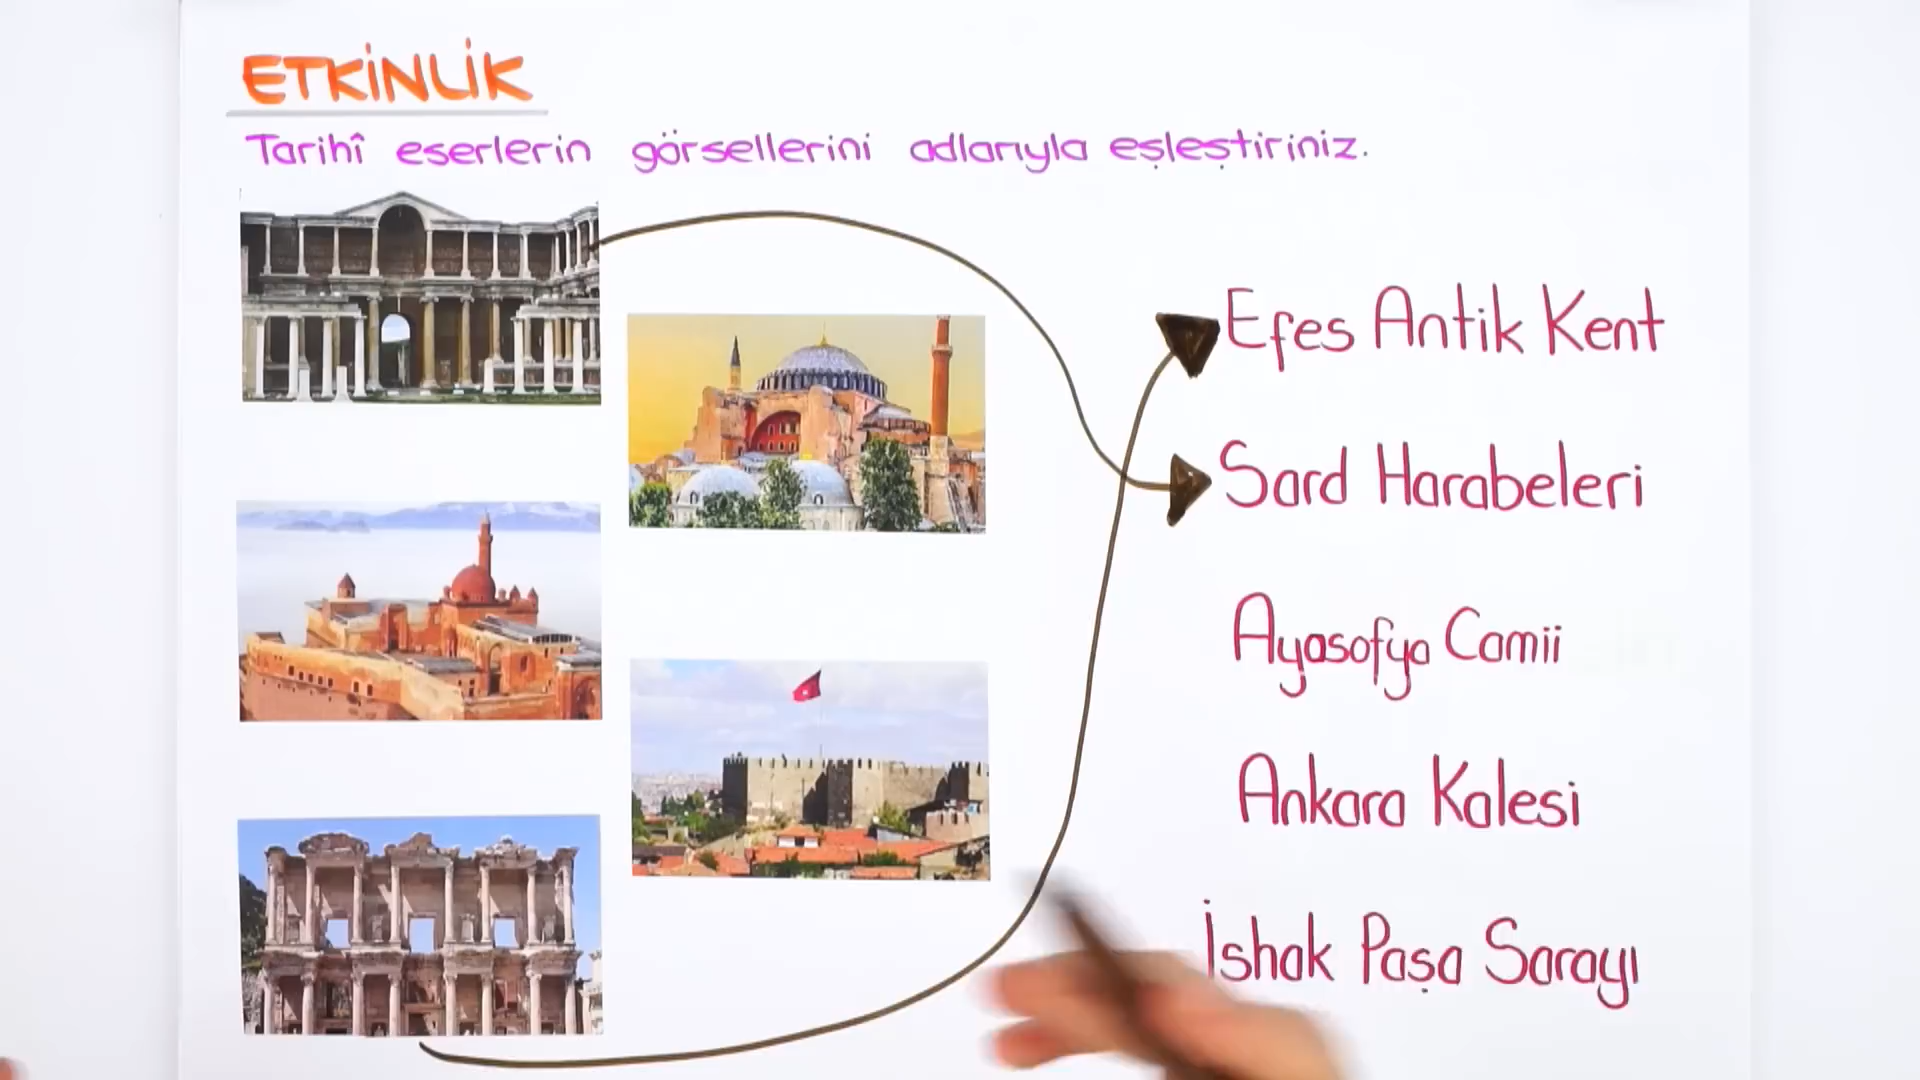 ETKİNLİK
Tarihî eserlerin görsellerini adlarıyla eşleştiriniz.
Efes Antik Kent
Sard Harabeleri
Ayasofya Camii
Ankara Kalesi
İshak Paşa Sarayı